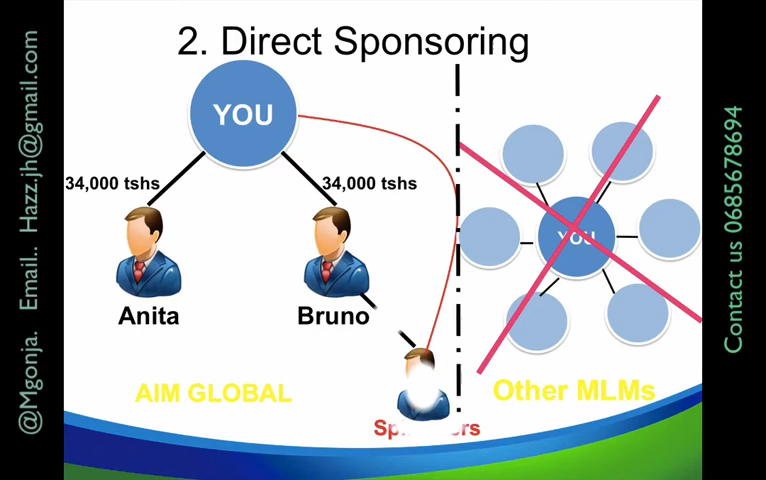 2. Direct Sponsoring
YOU
34,000 tshs
34,000 tshs
Anita
Bruno
AIM GLOBAL
YOU
Other MLMs
@Mgonja. Email.. Hazz.jh@gmail.com
Contact us 0685678694